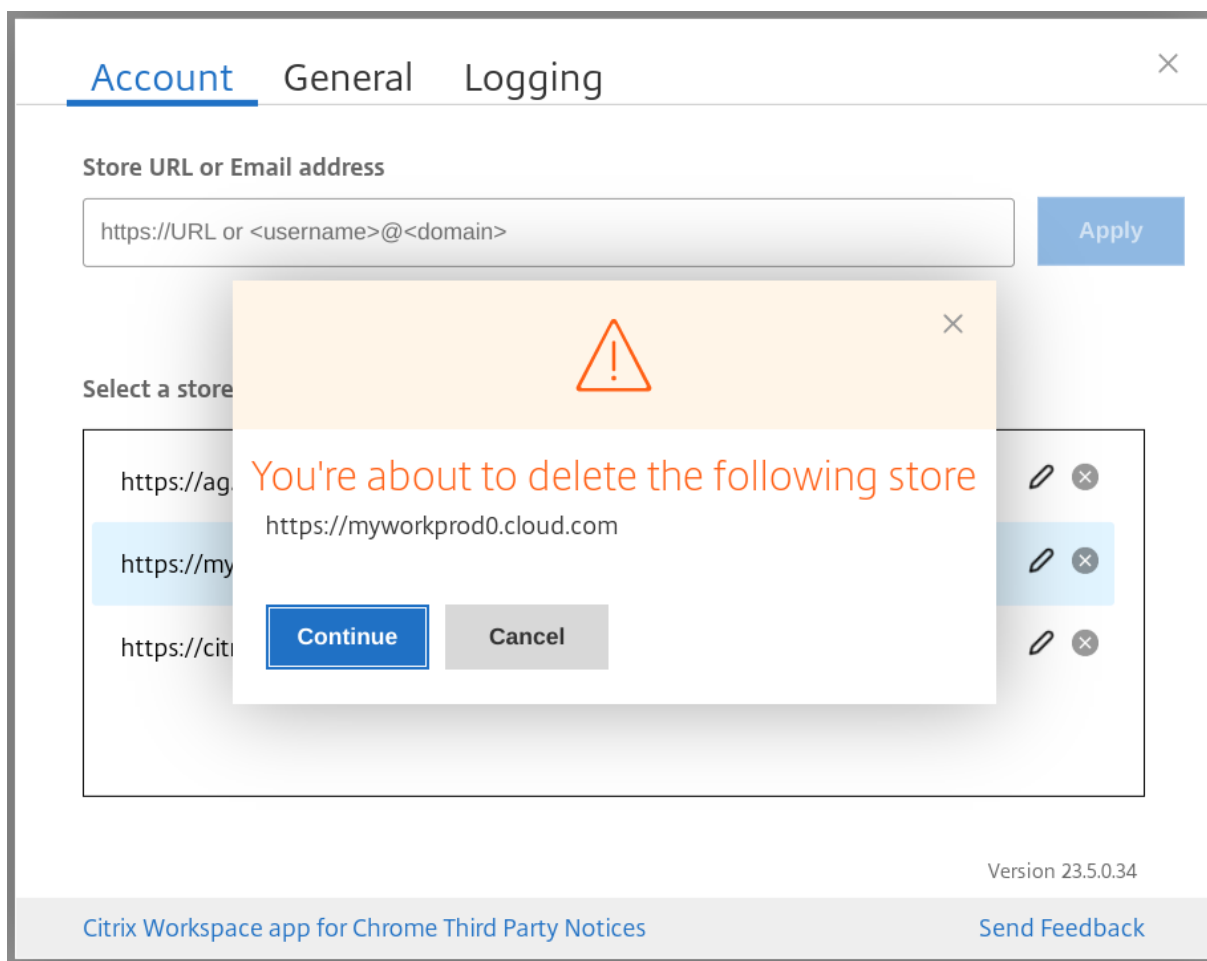 Account General Logging
Store URL or Email address
https://URL or <username>@<domain>
Apply
Select a store
You're about to delete the following store
https://myworkprod0.cloud.com
https://ag.
https://my
https://cit
Continue Cancel
Version 23.5.0.34
Citrix Workspace app for Chrome Third Party Notices
Send Feedback